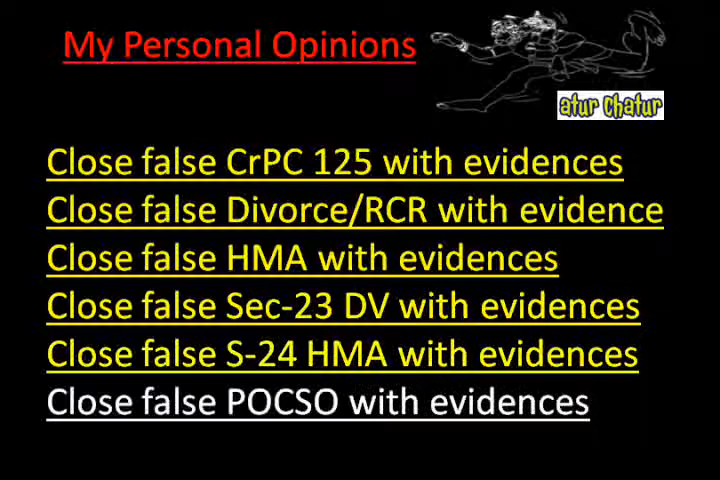 My Personal Opinions
atur chatur
Close false CrPC 125 with evidences
Close false Divorce/RCR with evidence
Close false HMA with evidences
Close false Sec-23 DV with evidences
Close false S-24 HMA with evidences
Close false POCSO with evidences